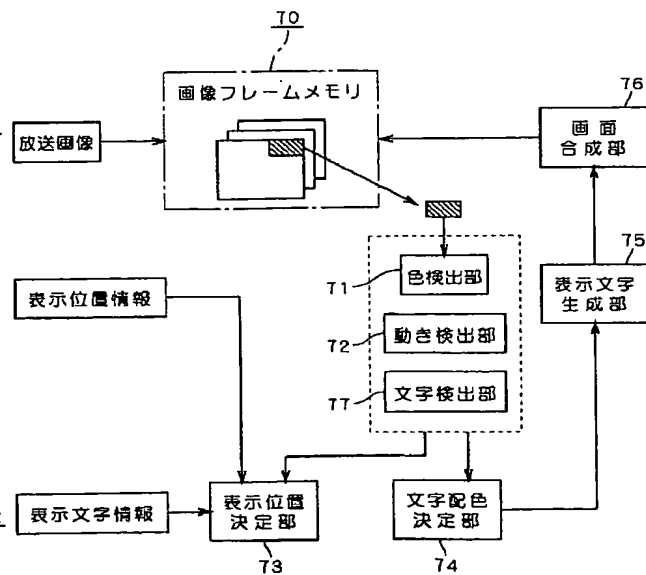 70
画像フレームメモリ
放送画像
76
画面
合成部
75
表示文字
生成部
71
色検出部
72
動き検出部
77
文字検出部
表示位置情報
表示文字情報
表示位置
決定部
73
文字配色
決定部
74